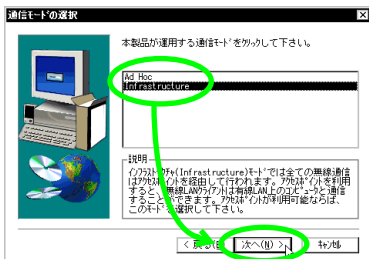 通信ﾓｰﾄﾞの選択
本製品が運用する通信ﾓｰﾄﾞをｸﾘｯｸして下さい。
Ad Hoc
Infrastructure
説明
ｲﾝﾌﾗｽﾄﾗｸﾁｬ(Infrastructure)ﾓｰﾄﾞでは全ての無線通信
はｱｸｾｽﾎﾟｲﾝﾄを経由して行われます。ｱｸｾｽﾎﾟｲﾝﾄを利用
すると、無線LANｸﾗｲｱﾝﾄは有線LAN上のｺﾝﾋﾟｭｰﾀと通信
することができます。ｱｸｾｽﾎﾟｲﾝﾄが利用可能ならば、
このﾓｰﾄﾞを選択して下さい。
< 戻る(B) 次へ(N) > ｷｬﾝｾﾙ